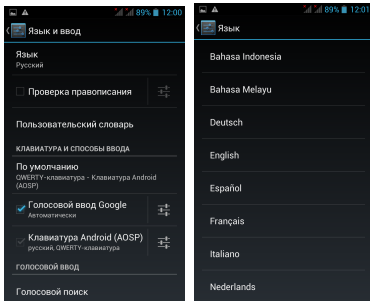 89% 12:00
Язык и ввод
Язык
Русский
Проверка правописания
Пользовательский словарь
КЛАВИАТУРА И СПОСОБЫ ВВОДА
По умолчанию
QWERTY-клавиатура - Клавиатура Android
(AOSP)
Голосовой ввод Google
Автоматически
Клавиатура Android (AOSP)
русский, QWERTY-клавиатура
ГОЛОСОВОЙ ВВОД
Голосовой поиск
89% 12:01
Язык
Bahasa Indonesia
Bahasa Melayu
Deutsch
English
Español
Français
Italiano
Nederlands